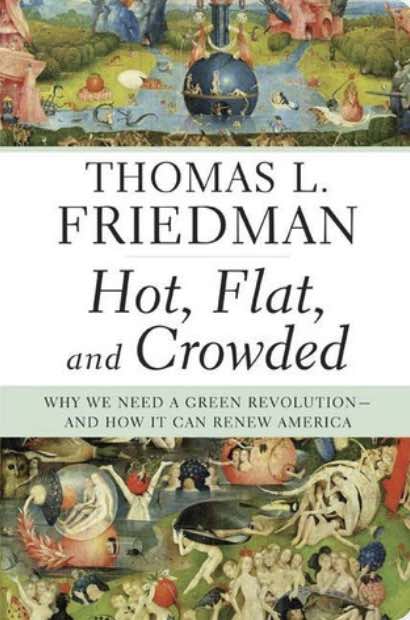 THOMAS L.
FRIEDMAN
Hot, Flat,
and Crowded
WHY WE NEED A GREEN REVOLUTION—
AND HOW IT CAN RENEW AMERICA